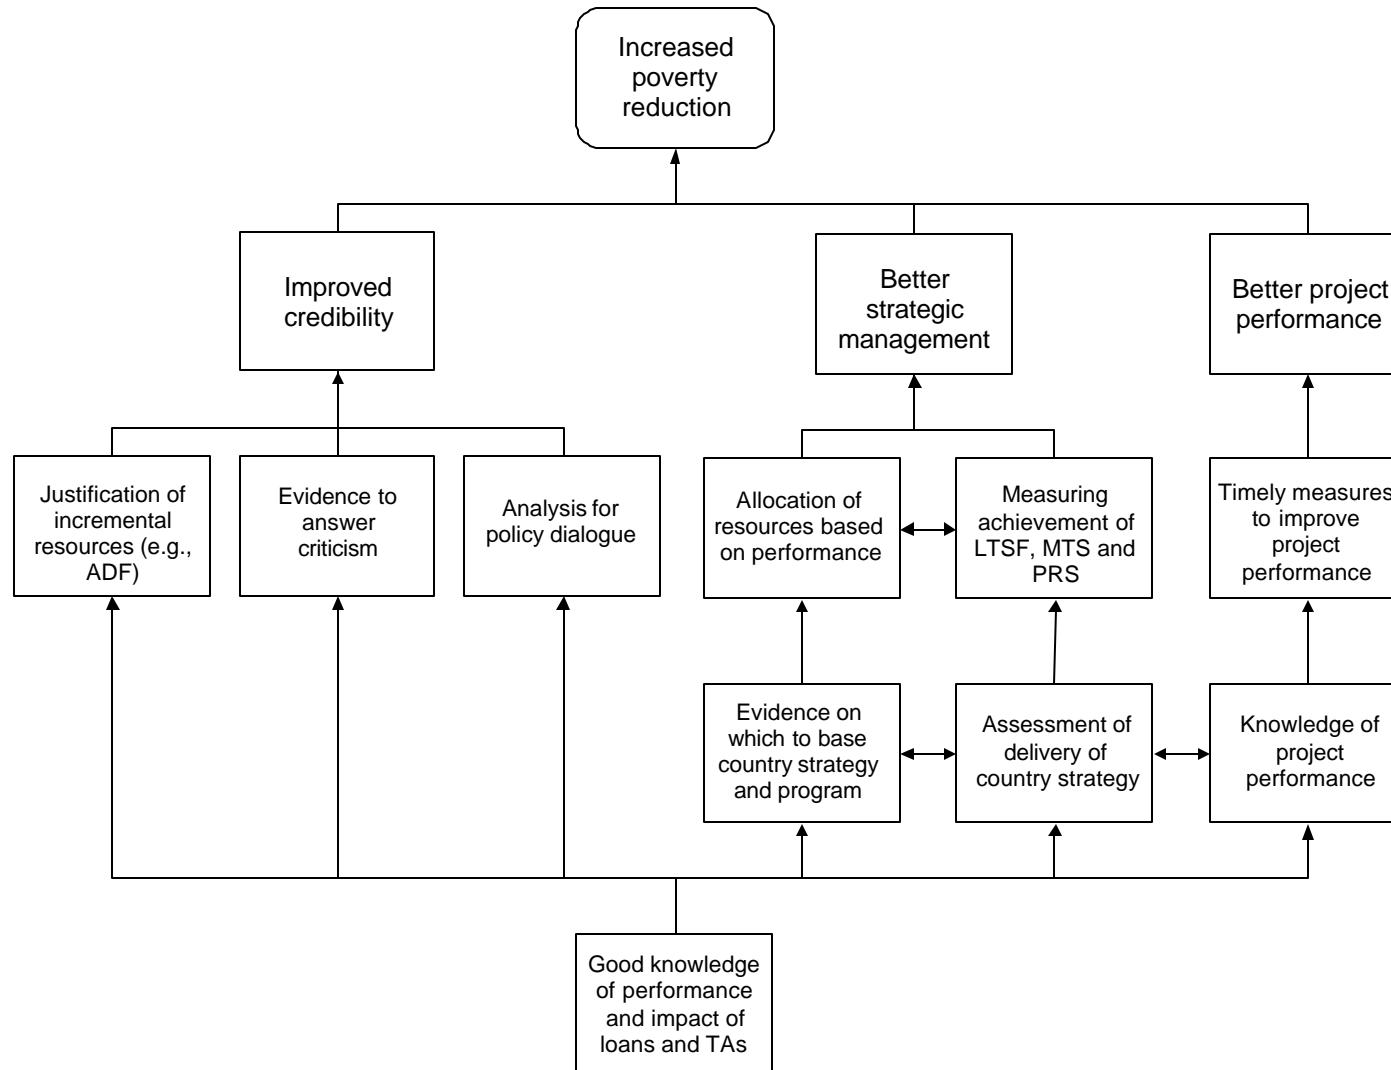 Increased
poverty
reduction
Improved
credibility
Better
strategic
management
Better project
performance
Justification of
incremental
resources (e.g.,
ADF)
Evidence to
answer
criticism
Analysis for
policy dialogue
Allocation of
resources based
on performance
Measuring
achievement of
LTSF, MTS and
PRS
Timely measures
to improve
project
performance
Evidence on
which to base
country strategy
and program
Assessment of
delivery of
country strategy
Knowledge of
project
performance
Good knowledge
of performance
and impact of
loans and TAs